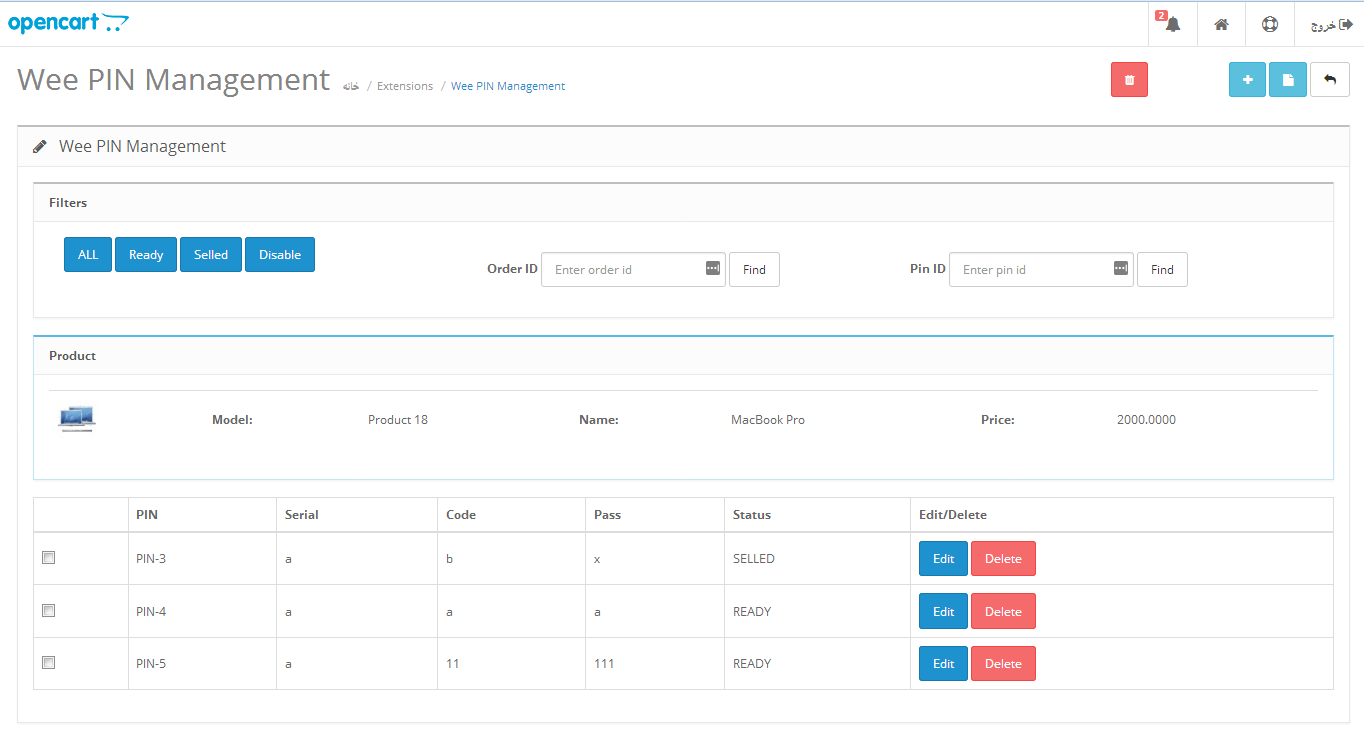 opencart
2
خروج
Wee PIN Management
خانه / Extensions / Wee PIN Management
Wee PIN Management
Filters
ALL Ready Selled Disable
Order ID Enter order id Find Pin ID Enter pin id Find
Product
Model: Product 18 Name: MacBook Pro Price: 2000.0000
PIN Serial Code Pass Status Edit/Delete
PIN-3 a b x SELLED Edit Delete
PIN-4 a a a READY Edit Delete
PIN-5 a 11 111 READY Edit Delete